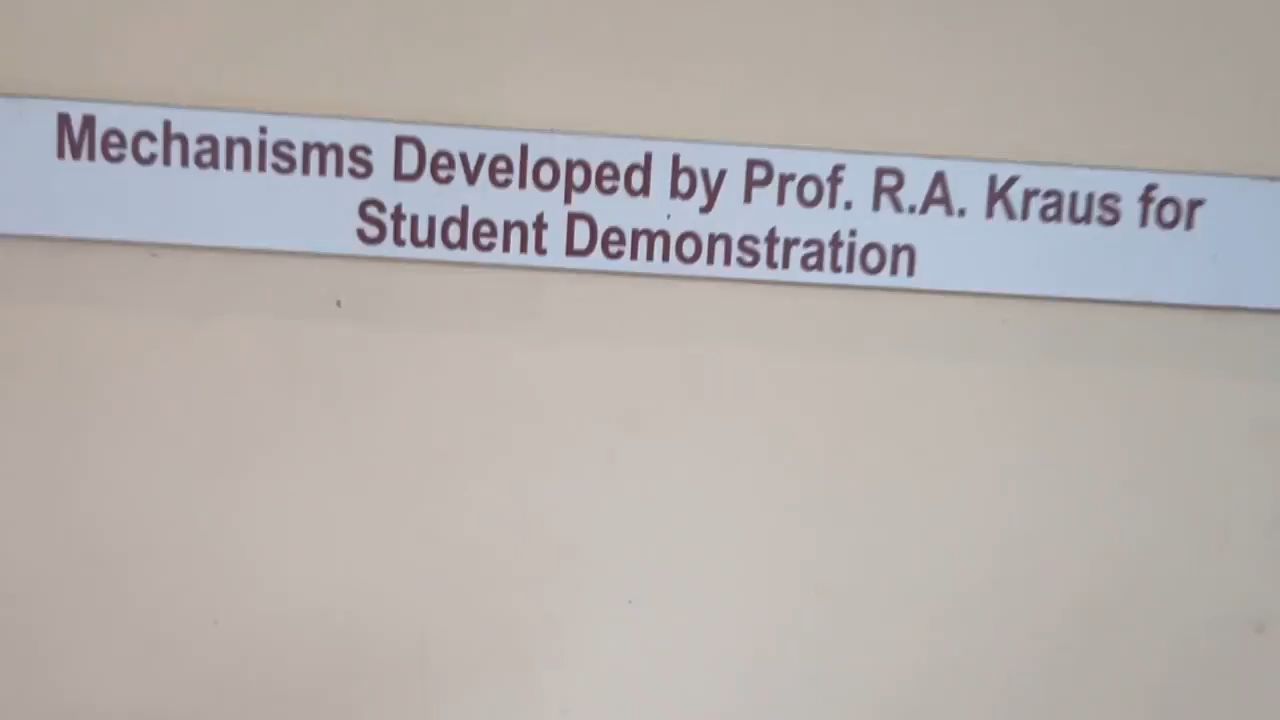 Mechanisms Developed by Prof. R.A. Kraus for
Student Demonstration